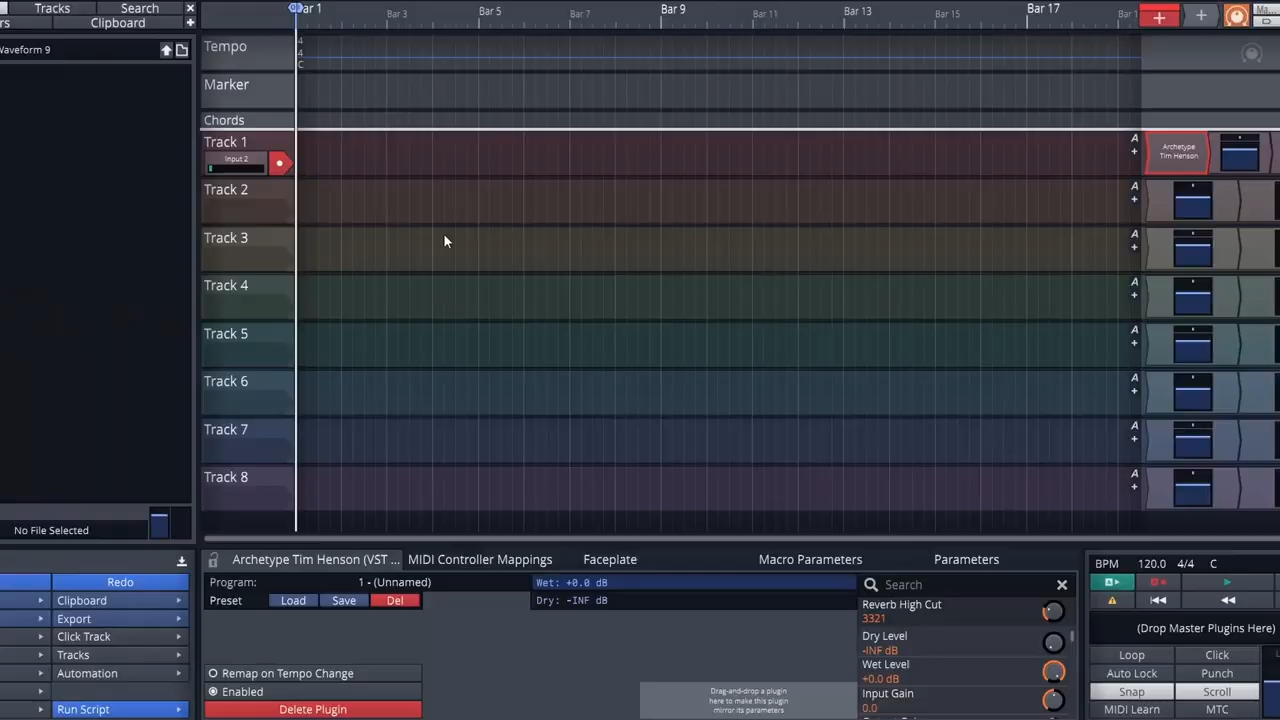 Tracks
Search
Clipboard
Waveform 9
No File Selected
Bar 1
Bar 3
Bar 5
Bar 7
Bar 9
Bar 11
Bar 13
Bar 15
Bar 17
Tempo
4
4
C
Marker
Chords
Track 1
Input 2
A
Archetype
Tim Henson
Track 2
A
Track 3
A
Track 4
A
Track 5
A
Track 6
A
Track 7
A
Track 8
A
Redo
Clipboard
Export
Click Track
Tracks
Automation
Run Script
Archetype Tim Henson (VST ...
MIDI Controller Mappings
Faceplate
Macro Parameters
Parameters
Program:
1 - (Unnamed)
Preset
Load
Save
Del
Wet: +0.0 dB
Dry: -INF dB
Remap on Tempo Change
Enabled
Delete Plugin
Drag-and-drop a plugin
here to make this plugin
mirror its parameters
Search
Reverb High Cut
3321
Dry Level
-INF dB
Wet Level
+0.0 dB
Input Gain
0.0
BPM 120.0 4/4 C
(Drop Master Plugins Here)
Loop
Click
Auto Lock
Punch
Snap
Scroll
MIDI Learn
MTC